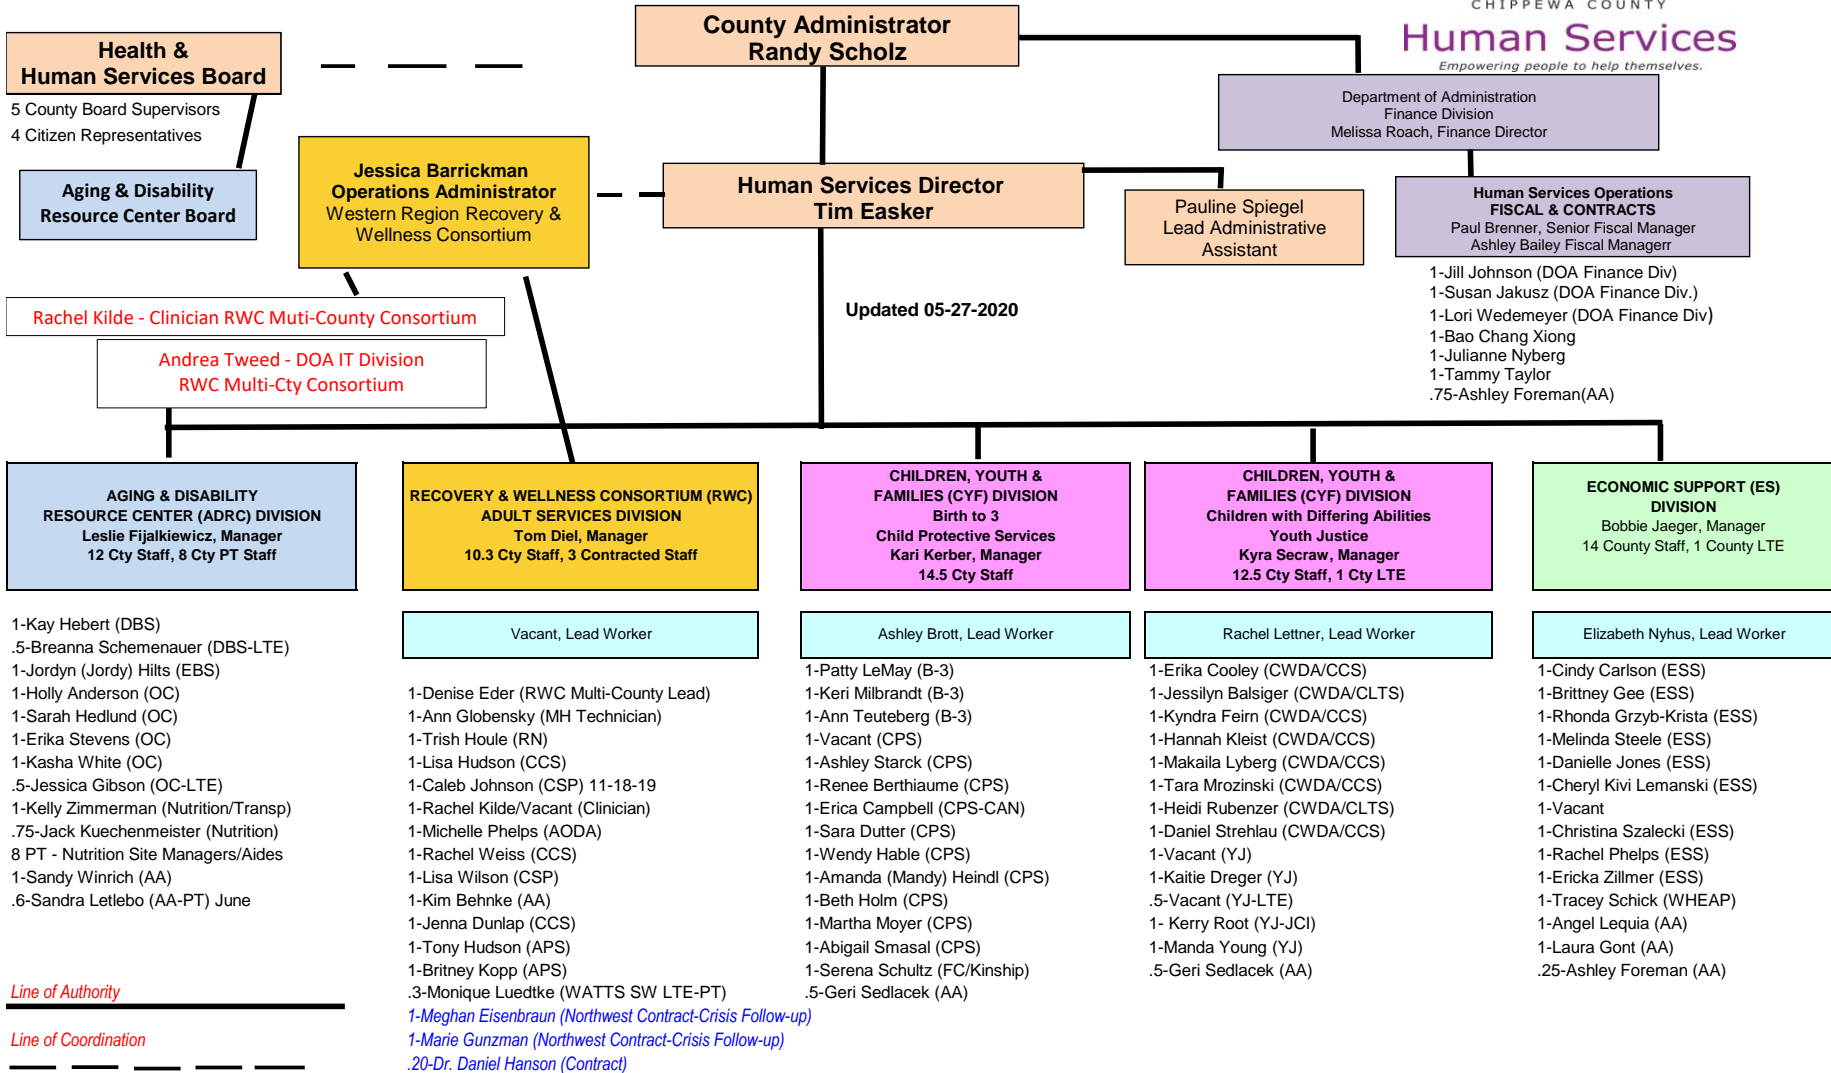 CHIPPEWA COUNTY
Human Services
Empowering people to help themselves.
County Administrator
Randy Scholz
Health &
Human Services Board
5 County Board Supervisors
4 Citizen Representatives
Department of Administration
Finance Division
Melissa Roach, Finance Director
Jessica Barrickman
Operations Administrator
Western Region Recovery &
Wellness Consortium
Aging & Disability
Resource Center Board
Human Services Director
Tim Easker
Pauline Spiegel
Lead Administrative
Assistant
Human Services Operations
FISCAL & CONTRACTS
Paul Brenner, Senior Fiscal Manager
Ashley Bailey Fiscal Managerr
1-Jill Johnson (DOA Finance Div)
1-Susan Jakusz (DOA Finance Div.)
1-Lori Wedemeyer (DOA Finance Div)
1-Bao Chang Xiong
1-Julianne Nyberg
1-Tammy Taylor
.75-Ashley Foreman(AA)
Updated 05-27-2020
Rachel Kilde - Clinician RWC Muti-County Consortium
Andrea Tweed - DOA IT Division
RWC Multi-Cty Consortium
AGING & DISABILITY
RESOURCE CENTER (ADRC) DIVISION
Leslie Fijalkiewicz, Manager
12 Cty Staff, 8 Cty PT Staff
1-Kay Hebert (DBS)
.5-Breanna Schemenauer (DBS-LTE)
1-Jordyn (Jordy) Hilts (EBS)
1-Holly Anderson (OC)
1-Sarah Hedlund (OC)
1-Erika Stevens (OC)
1-Kasha White (OC)
.5-Jessica Gibson (OC-LTE)
1-Kelly Zimmerman (Nutrition/Transp)
.75-Jack Kuechenmeister (Nutrition)
8 PT - Nutrition Site Managers/Aides
1-Sandy Winrich (AA)
.6-Sandra Letlebo (AA-PT) June
RECOVERY & WELLNESS CONSORTIUM (RWC)
ADULT SERVICES DIVISION
Tom Diel, Manager
10.3 Cty Staff, 3 Contracted Staff
Vacant, Lead Worker
1-Denise Eder (RWC Multi-County Lead)
1-Ann Globensky (MH Technician)
1-Trish Houle (RN)
1-Lisa Hudson (CCS)
1-Caleb Johnson (CSP) 11-18-19
1-Rachel Kilde/Vacant (Clinician)
1-Michelle Phelps (AODA)
1-Rachel Weiss (CCS)
1-Lisa Wilson (CSP)
1-Kim Behnke (AA)
1-Jenna Dunlap (CCS)
1-Tony Hudson (APS)
1-Britney Kopp (APS)
.3-Monique Luedtke (WATTS SW LTE-PT)
1-Meghan Eisenbraun (Northwest Contract-Crisis Follow-up)
1-Marie Gunzman (Northwest Contract-Crisis Follow-up)
.20-Dr. Daniel Hanson (Contract)
CHILDREN, YOUTH &
FAMILIES (CYF) DIVISION
Birth to 3
Child Protective Services
Kari Kerber, Manager
14.5 Cty Staff
Ashley Brott, Lead Worker
1-Patty LeMay (B-3)
1-Keri Milbrandt (B-3)
1-Ann Teuteberg (B-3)
1-Vacant (CPS)
1-Ashley Starck (CPS)
1-Renee Berthiaume (CPS)
1-Erica Campbell (CPS-CAN)
1-Sara Dutter (CPS)
1-Wendy Hable (CPS)
1-Amanda (Mandy) Heindl (CPS)
1-Beth Holm (CPS)
1-Martha Moyer (CPS)
1-Abigail Smasal (CPS)
1-Serena Schultz (FC/Kinship)
.5-Geri Sedlacek (AA)
CHILDREN, YOUTH &
FAMILIES (CYF) DIVISION
Children with Differing Abilities
Youth Justice
Kyra Secraw, Manager
12.5 Cty Staff, 1 Cty LTE
Rachel Lettner, Lead Worker
1-Erika Cooley (CWDA/CCS)
1-Jessilyn Balsiger (CWDA/CLTS)
1-Kyndra Feirn (CWDA/CCS)
1-Hannah Kleist (CWDA/CCS)
1-Makaila Lyberg (CWDA/CCS)
1-Tara Mrozinski (CWDA/CCS)
1-Heidi Rubenzer (CWDA/CLTS)
1-Daniel Strehlau (CWDA/CCS)
1-Vacant (YJ)
1-Kaitie Dreger (YJ)
.5-Vacant (YJ-LTE)
1- Kerry Root (YJ-JCI)
1-Manda Young (YJ)
.5-Geri Sedlacek (AA)
ECONOMIC SUPPORT (ES)
DIVISION
Bobbie Jaeger, Manager
14 County Staff, 1 County LTE
Elizabeth Nyhus, Lead Worker
1-Cindy Carlson (ESS)
1-Brittney Gee (ESS)
1-Rhonda Grzyb-Krista (ESS)
1-Melinda Steele (ESS)
1-Danielle Jones (ESS)
1-Cheryl Kivi Lemanski (ESS)
1-Vacant
1-Christina Szalecki (ESS)
1-Rachel Phelps (ESS)
1-Ericka Zillmer (ESS)
1-Tracey Schick (WHEAP)
1-Angel Lequia (AA)
1-Laura Gont (AA)
.25-Ashley Foreman (AA)
Line of Authority
Line of Coordination